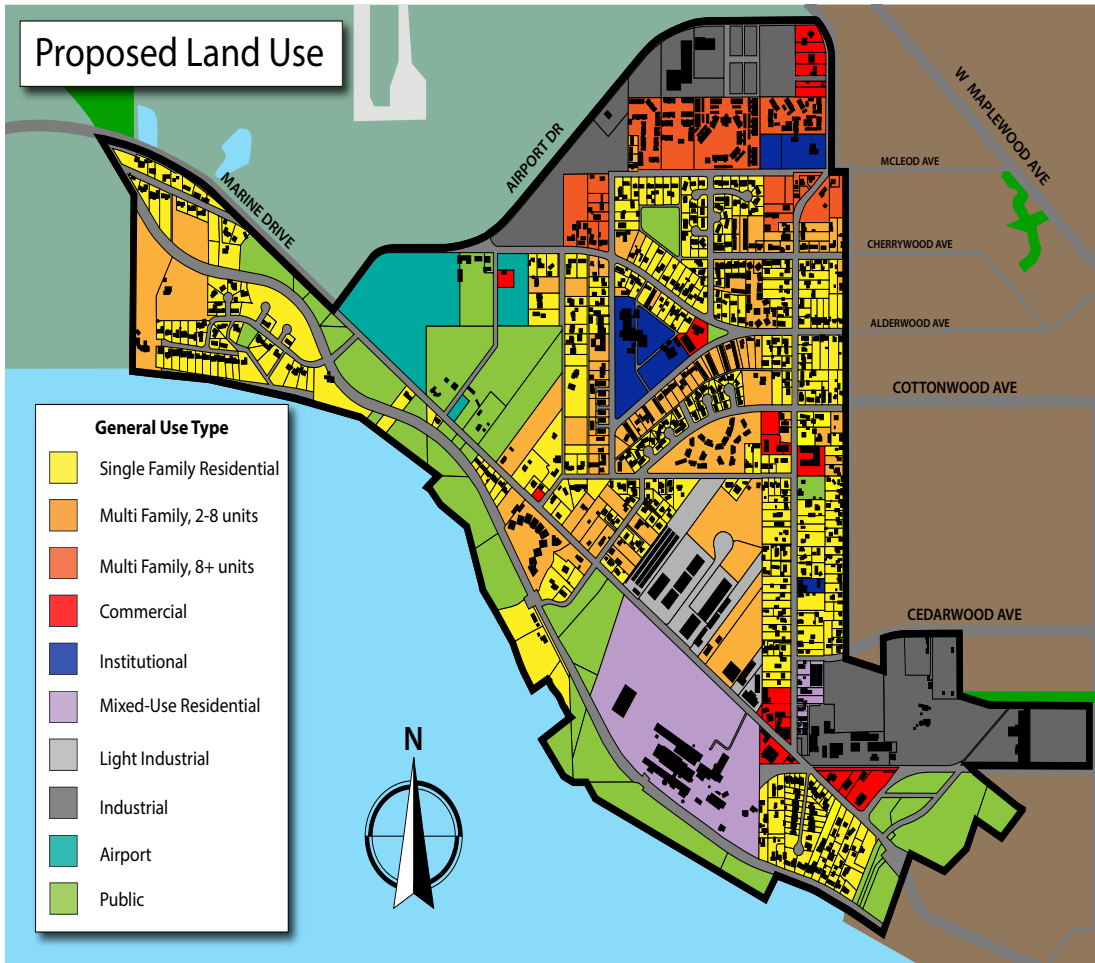 Proposed Land Use
W MAPLEWOOD AVE
AIRPORT DR
MCLEOD AVE
MARINE DRIVE
CHERRYWOOD AVE
ALDERWOOD AVE
COTTONWOOD AVE
General Use Type
Single Family Residential
Multi Family, 2-8 units
Multi Family, 8+ units
Commercial
CEDARWOOD AVE
Institutional
Mixed-Use Residential
Light Industrial
N
Industrial
Airport
Public